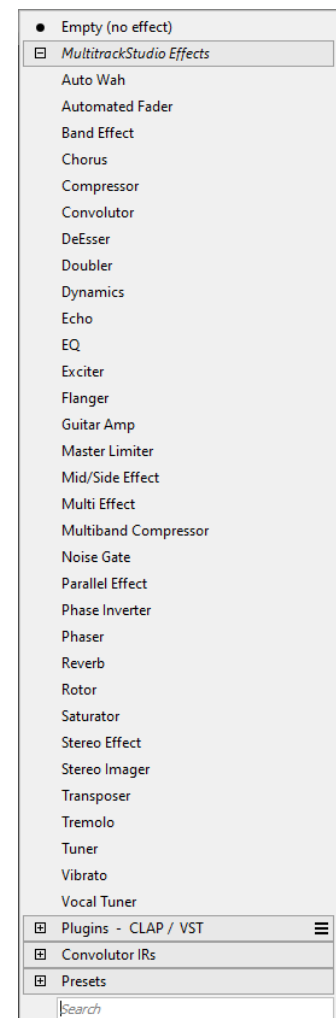 Empty (no effect)
MultitrackStudio Effects
Auto Wah
Automated Fader
Band Effect
Chorus
Compressor
Convolutor
DeEsser
Doubler
Dynamics
Echo
EQ
Exciter
Flanger
Guitar Amp
Master Limiter
Mid/Side Effect
Multi Effect
Multiband Compressor
Noise Gate
Parallel Effect
Phase Inverter
Phaser
Reverb
Rotor
Saturator
Stereo Effect
Stereo Imager
Transposer
Tremolo
Tuner
Vibrato
Vocal Tuner
Plugins - CLAP / VST
Convolutor IRs
Presets
Search